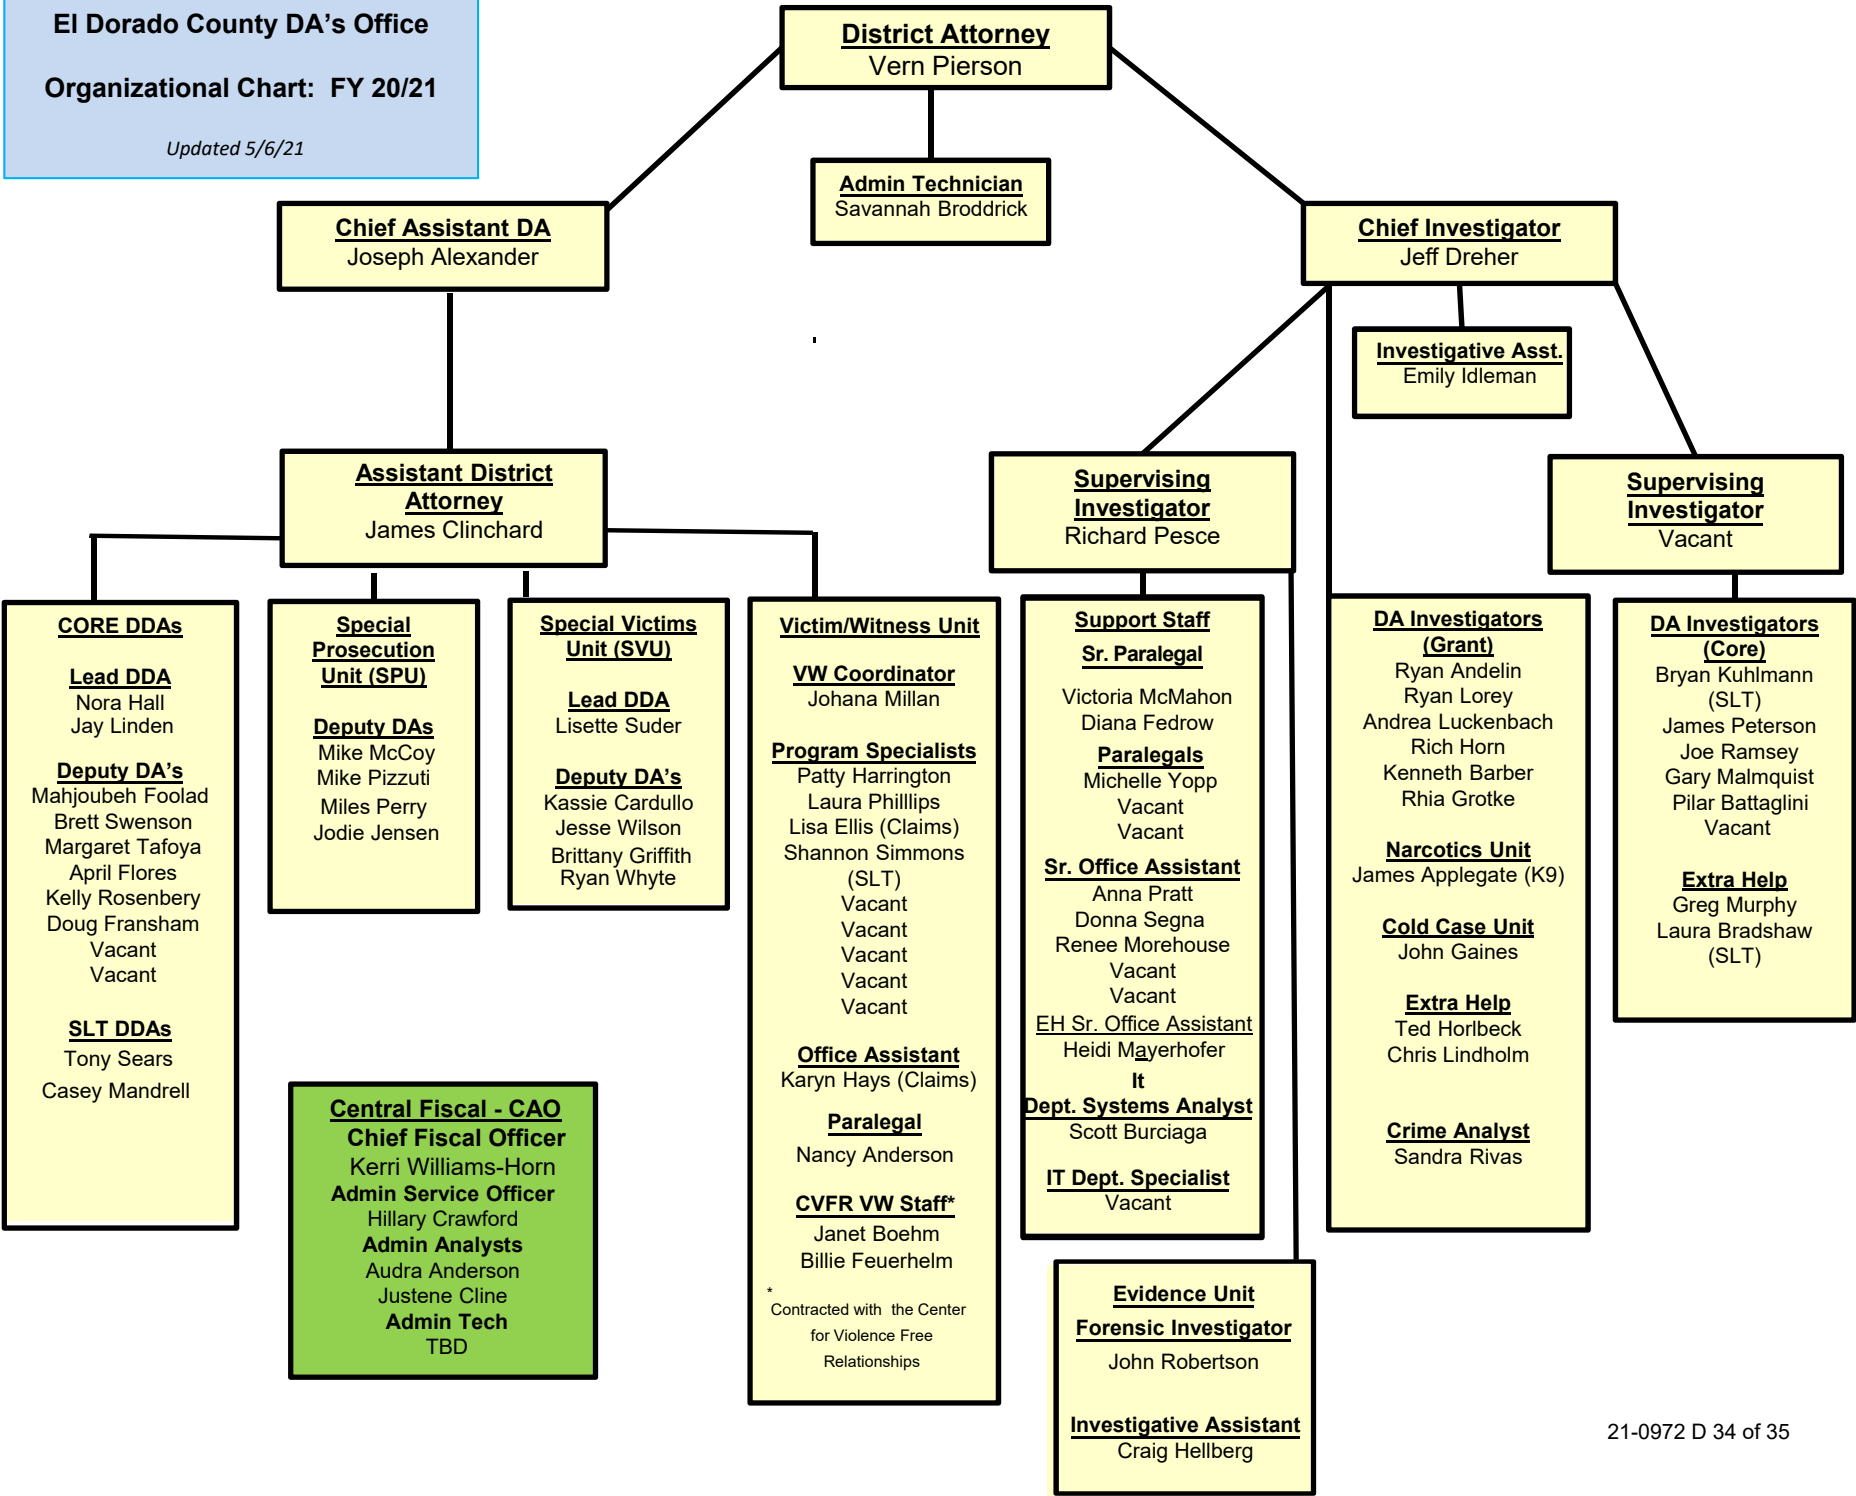 El Dorado County DA's Office
Organizational Chart:  FY 20/21
Updated 5/6/21
District Attorney
Vern Pierson
Admin Technician
Savannah Broddrick
Chief Assistant DA
Joseph Alexander
Chief Investigator
Jeff Dreher
Investigative Asst.
Emily Idleman
Assistant District
Attorney
James Clinchard
Supervising
Investigator
Richard Pesce
Supervising
Investigator
Vacant
CORE DDAs
Lead DDA
Nora Hall
Jay Linden
Deputy DA's
Mahjoubeh Foolad
Brett Swenson
Margaret Tafoya
April Flores
Kelly Rosenbery
Doug Fransham
Vacant
Vacant
SLT DDAs
Tony Sears
Casey Mandrell
Special
Prosecution
Unit (SPU)
Deputy DAs
Mike McCoy
Mike Pizzuti
Miles Perry
Jodie Jensen
Special Victims
Unit (SVU)
Lead DDA
Lisette Suder
Deputy DA's
Kassie Cardullo
Jesse Wilson
Brittany Griffith
Ryan Whyte
Victim/Witness Unit
VW Coordinator
Johana Millan
Program Specialists
Patty Harrington
Laura Philllips
Lisa Ellis (Claims)
Shannon Simmons
(SLT)
Vacant
Vacant
Vacant
Vacant
Vacant
Office Assistant
Karyn Hays (Claims)
Paralegal
Nancy Anderson
CVFR VW Staff*
Janet Boehm
Billie Feuerhelm
*
Contracted with  the Center
for Violence Free
Relationships
Support Staff
Sr. Paralegal
Victoria McMahon
Diana Fedrow
Paralegals
Michelle Yopp
Vacant
Vacant
Sr. Office Assistant
Anna Pratt
Donna Segna
Renee Morehouse
Vacant
Vacant
EH Sr. Office Assistant
Heidi Mayerhofer
It
Dept. Systems Analyst
Scott Burciaga
IT Dept. Specialist
Vacant
DA Investigators
(Grant)
Ryan Andelin
Ryan Lorey
Andrea Luckenbach
Rich Horn
Kenneth Barber
Rhia Grotke
Narcotics Unit
James Applegate (K9)
Cold Case Unit
John Gaines
Extra Help
Ted Horlbeck
Chris Lindholm
Crime Analyst
Sandra Rivas
DA Investigators
(Core)
Bryan Kuhlmann
(SLT)
James Peterson
Joe Ramsey
Gary Malmquist
Pilar Battaglini
Vacant
Extra Help
Greg Murphy
Laura Bradshaw
(SLT)
Central Fiscal - CAO
Chief Fiscal Officer
Kerri Williams-Horn
Admin Service Officer
Hillary Crawford
Admin Analysts
Audra Anderson
Justene Cline
Admin Tech
TBD
Evidence Unit
Forensic Investigator
John Robertson
Investigative Assistant
Craig Hellberg
21-0972 D 34 of 35